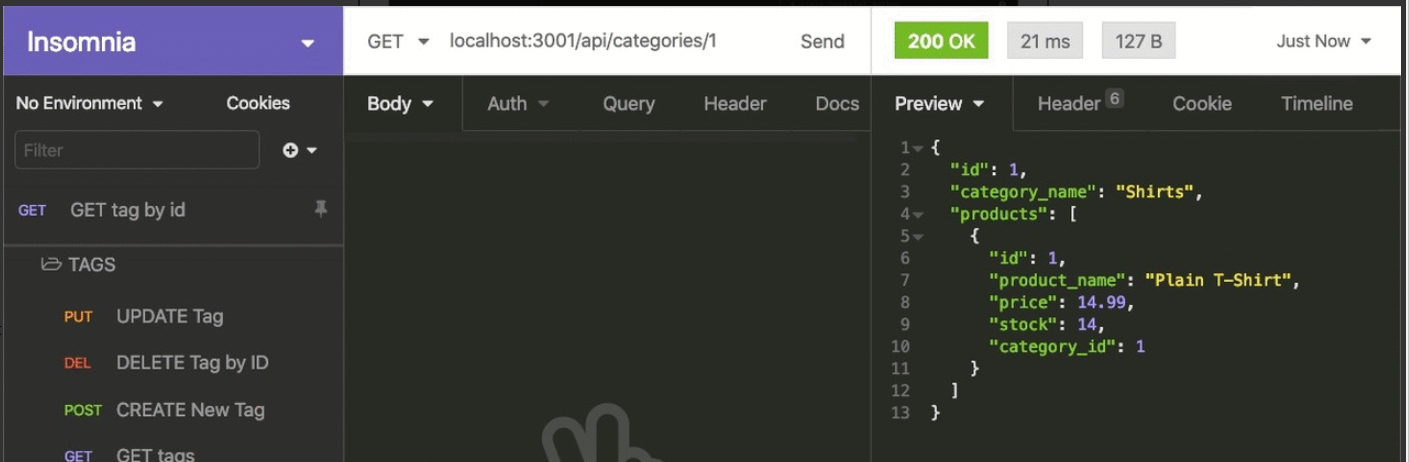 Insomnia
GET localhost:3001/api/categories/1 Send
200 OK 21 ms 127 B Just Now
No Environment Cookies
Body Auth Query Header Docs
Preview Header 6 Cookie Timeline
Filter
GET GET tag by id
TAGS
PUT UPDATE Tag
DEL DELETE Tag by ID
POST CREATE New Tag
GET GET tags
1 {
2 "id": 1,
3 "category_name": "Shirts",
4 "products": [
5 {
6 "id": 1,
7 "product_name": "Plain T-Shirt",
8 "price": 14.99,
9 "stock": 14,
10 "category_id": 1
11 }
12 ]
13 }